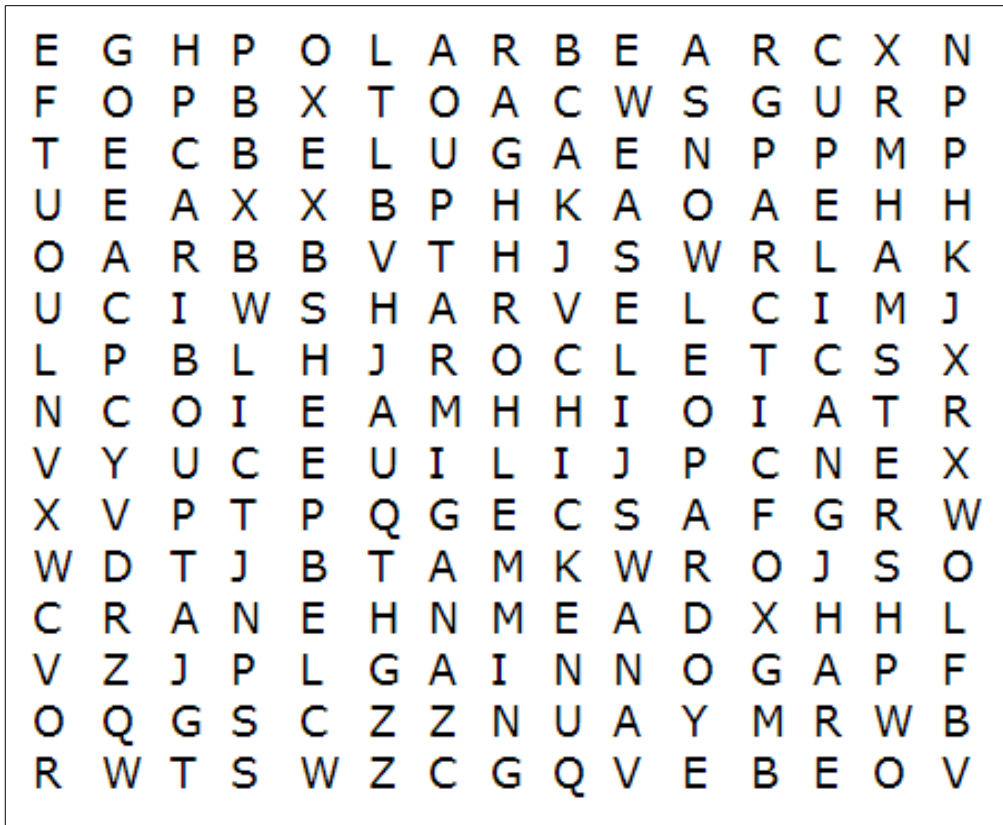 E G H P O L A R B E A R C X N
F O P B X T O A C W S G U R P
T E C B E L U G A E N P P M P
U E A X X B P H K A O A E H H
O A R B B V T H J S W R L A K
U C I W S H A R V E L C I M J
L P B L H J R O C L E T C S X
N C O I E A M H H I O I A T R
V Y U C E U I L I J P C N E X
X V P T P Q G E C S A F G R W
W D T J B T A M K W R O J S O
C R A N E H N M E A D X H H L
V Z J P L G A I N N O G A P F
O Q G S C Z Z N U A Y M R W B
R W T S W Z C G Q V E B E O V